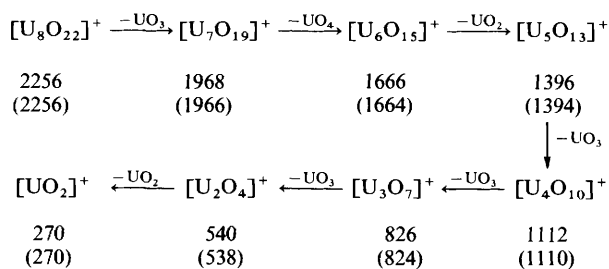 [U₈O₂₂]⁺ —−UO₃→ [U₇O₁₉]⁺ —−UO₄→ [U₆O₁₅]⁺ —−UO₂→ [U₅O₁₃]⁺
2256 1968 1666 1396
(2256) (1966) (1664) (1394)
↓ −UO₃
[UO₂]⁺ ←−UO₂— [U₂O₄]⁺ ←−UO₃— [U₃O₇]⁺ ←−UO₃— [U₄O₁₀]⁺
270 540 826 1112
(270) (538) (824) (1110)